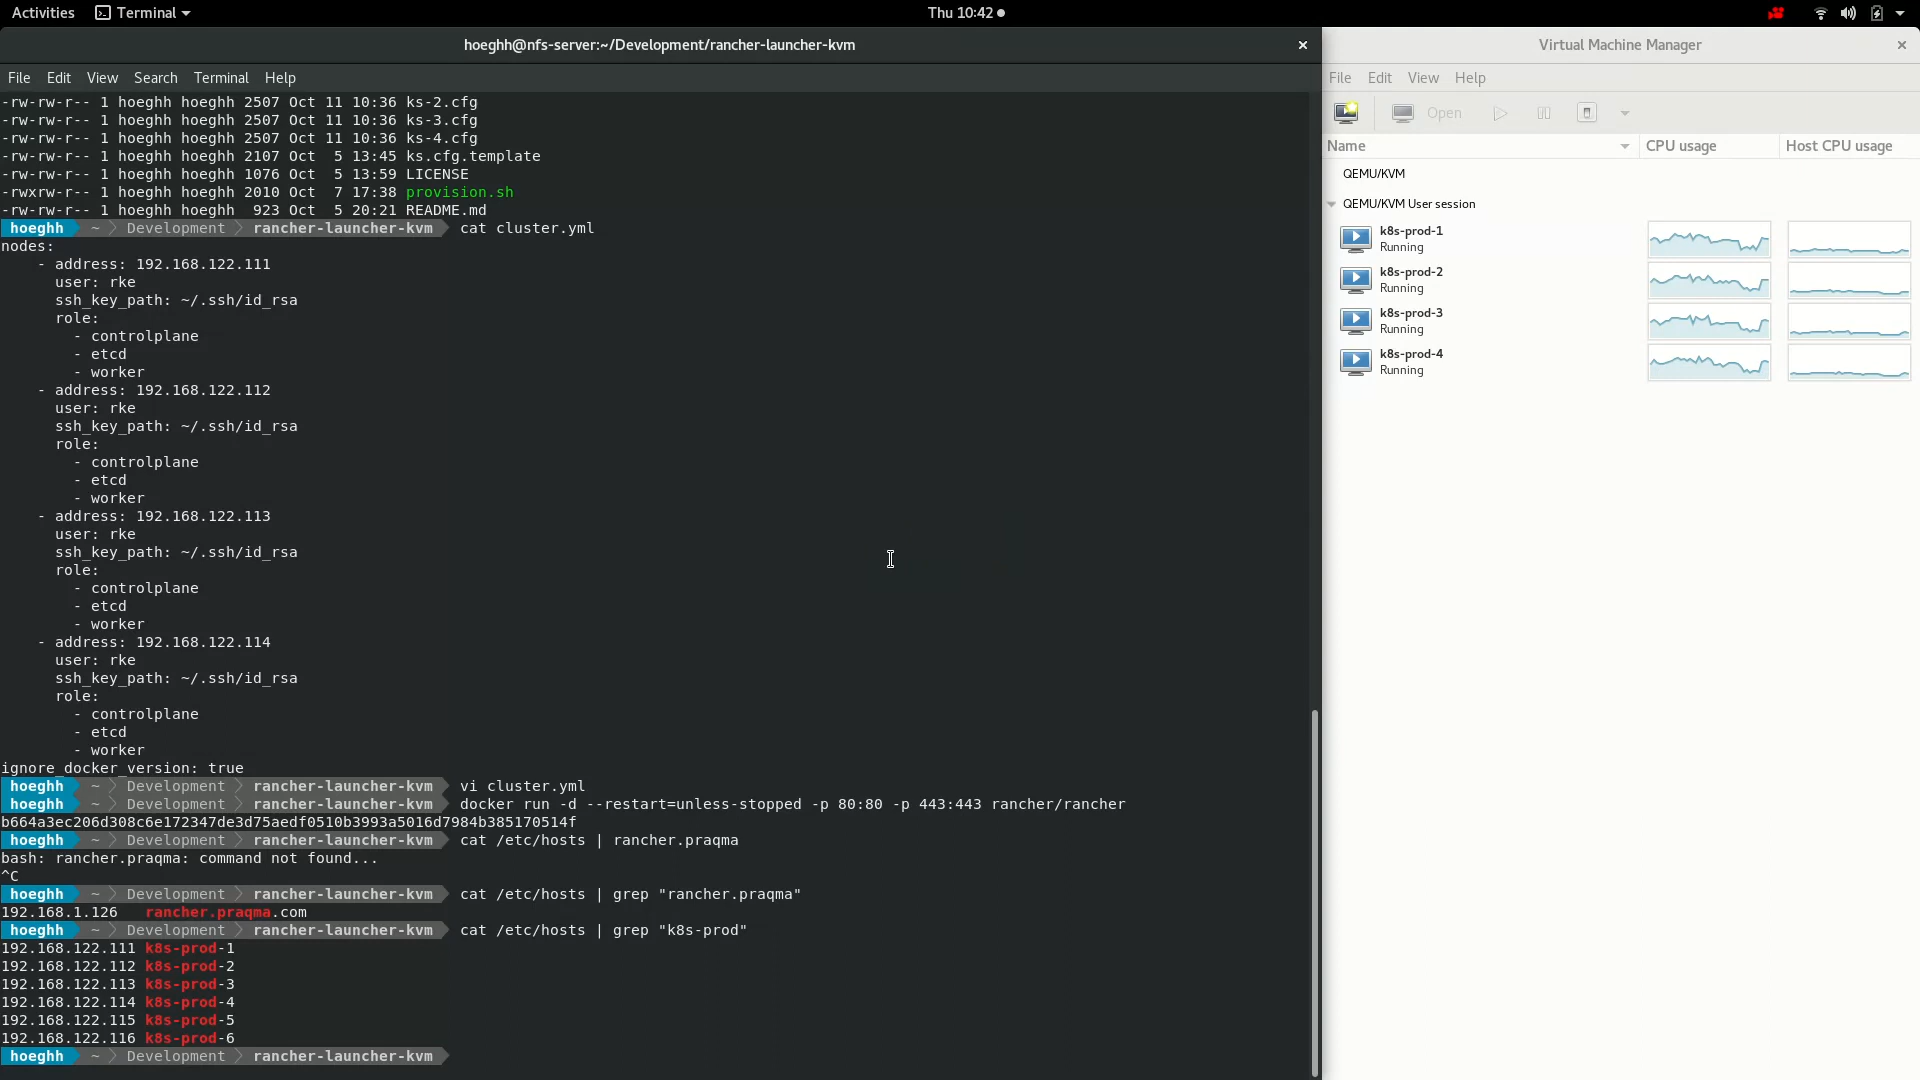 Activities Terminal Thu 10:42
hoeghh@nfs-server:~/Development/rancher-launcher-kvm
File Edit View Search Terminal Help
-rw-rw-r-- 1 hoeghh hoeghh 2507 Oct 11 10:36 ks-2.cfg
-rw-rw-r-- 1 hoeghh hoeghh 2507 Oct 11 10:36 ks-3.cfg
-rw-rw-r-- 1 hoeghh hoeghh 2507 Oct 11 10:36 ks-4.cfg
-rw-rw-r-- 1 hoeghh hoeghh 2107 Oct  5 13:45 ks.cfg.template
-rw-rw-r-- 1 hoeghh hoeghh 1076 Oct  5 13:59 LICENSE
-rwxrw-r-- 1 hoeghh hoeghh 2010 Oct  7 17:38 provision.sh
-rw-rw-r-- 1 hoeghh hoeghh  923 Oct  5 20:21 README.md
hoeghh ~ Development rancher-launcher-kvm cat cluster.yml
nodes:
    - address: 192.168.122.111
      user: rke
      ssh_key_path: ~/.ssh/id_rsa
      role:
        - controlplane
        - etcd
        - worker
    - address: 192.168.122.112
      user: rke
      ssh_key_path: ~/.ssh/id_rsa
      role:
        - controlplane
        - etcd
        - worker
    - address: 192.168.122.113
      user: rke
      ssh_key_path: ~/.ssh/id_rsa
      role:
        - controlplane
        - etcd
        - worker
    - address: 192.168.122.114
      user: rke
      ssh_key_path: ~/.ssh/id_rsa
      role:
        - controlplane
        - etcd
        - worker
ignore_docker_version: true
hoeghh ~ Development rancher-launcher-kvm vi cluster.yml
hoeghh ~ Development rancher-launcher-kvm docker run -d --restart=unless-stopped -p 80:80 -p 443:443 rancher/rancher
b664a3ec206d308c6e172347de3d75aedf0510b3993a5016d7984b385170514f
hoeghh ~ Development rancher-launcher-kvm cat /etc/hosts | rancher.praqma
bash: rancher.praqma: command not found...
^C
hoeghh ~ Development rancher-launcher-kvm cat /etc/hosts | grep "rancher.praqma"
192.168.1.126   rancher.praqma.com
hoeghh ~ Development rancher-launcher-kvm cat /etc/hosts | grep "k8s-prod"
192.168.122.111 k8s-prod-1
192.168.122.112 k8s-prod-2
192.168.122.113 k8s-prod-3
192.168.122.114 k8s-prod-4
192.168.122.115 k8s-prod-5
192.168.122.116 k8s-prod-6
hoeghh ~ Development rancher-launcher-kvm
Virtual Machine Manager
File Edit View Help
Open
Name CPU usage Host CPU usage
QEMU/KVM
QEMU/KVM User session
k8s-prod-1
Running
k8s-prod-2
Running
k8s-prod-3
Running
k8s-prod-4
Running